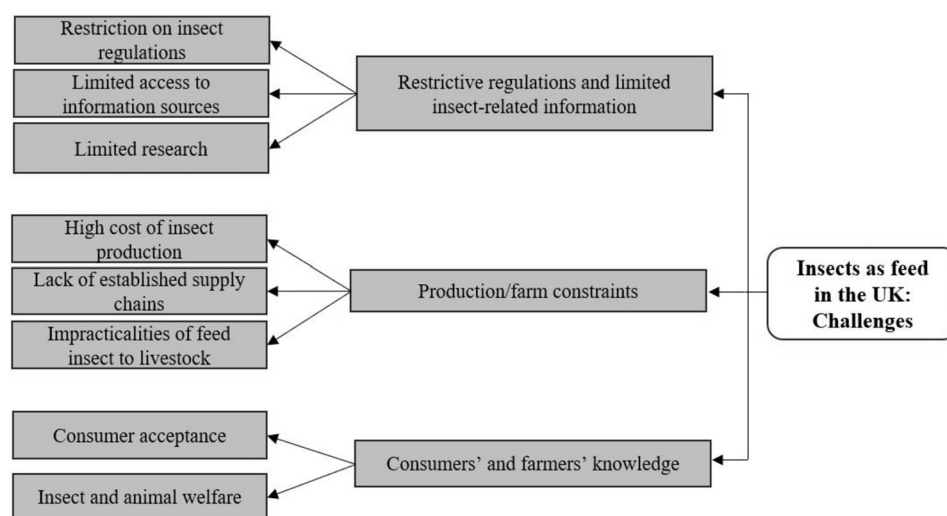 Restriction on insect
regulations
Limited access to
information sources
Limited research
Restrictive regulations and limited
insect-related information
High cost of insect
production
Lack of established supply
chains
Impracticalities of feed
insect to livestock
Production/farm constraints
Insects as feed
in the UK:
Challenges
Consumer acceptance
Insect and animal welfare
Consumers’ and farmers’ knowledge